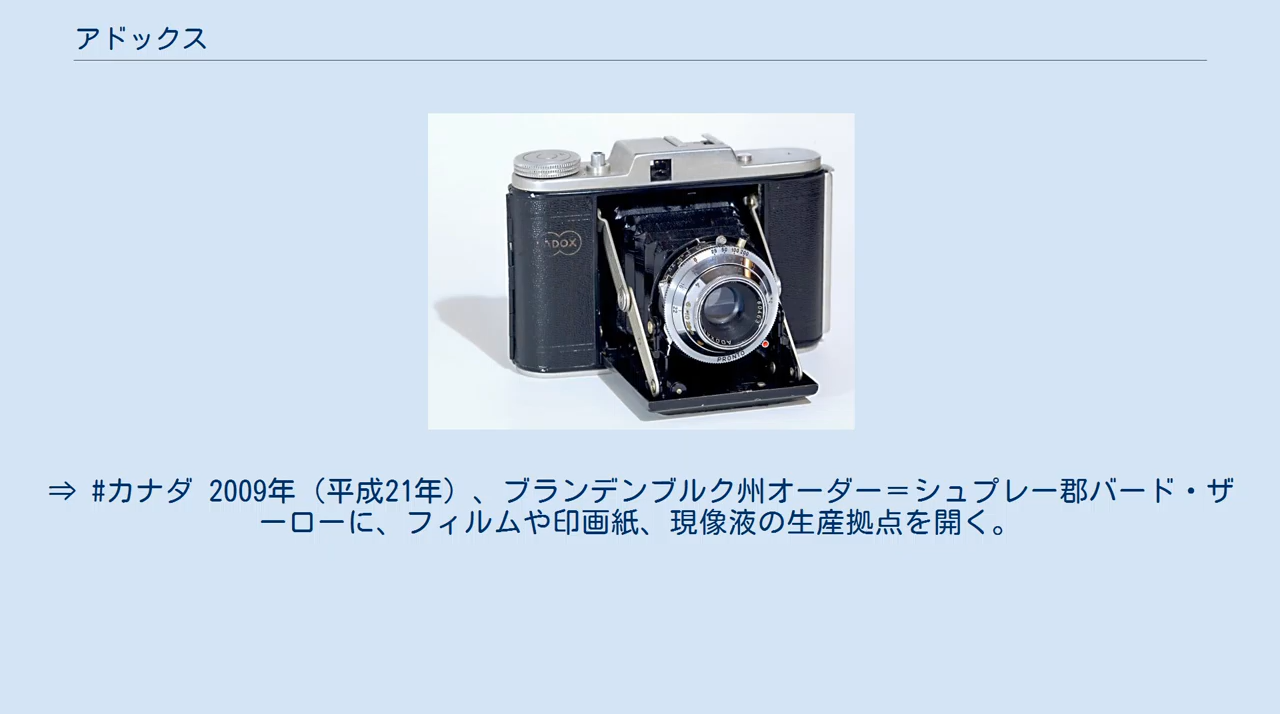 アドックス
DOX
PRONTO
⇒ #カナダ 2009年（平成21年）、ブランデンブルク州オーダー＝シュプレー郡バード・ザ
ーローに、フィルムや印画紙、現像液の生産拠点を開く。